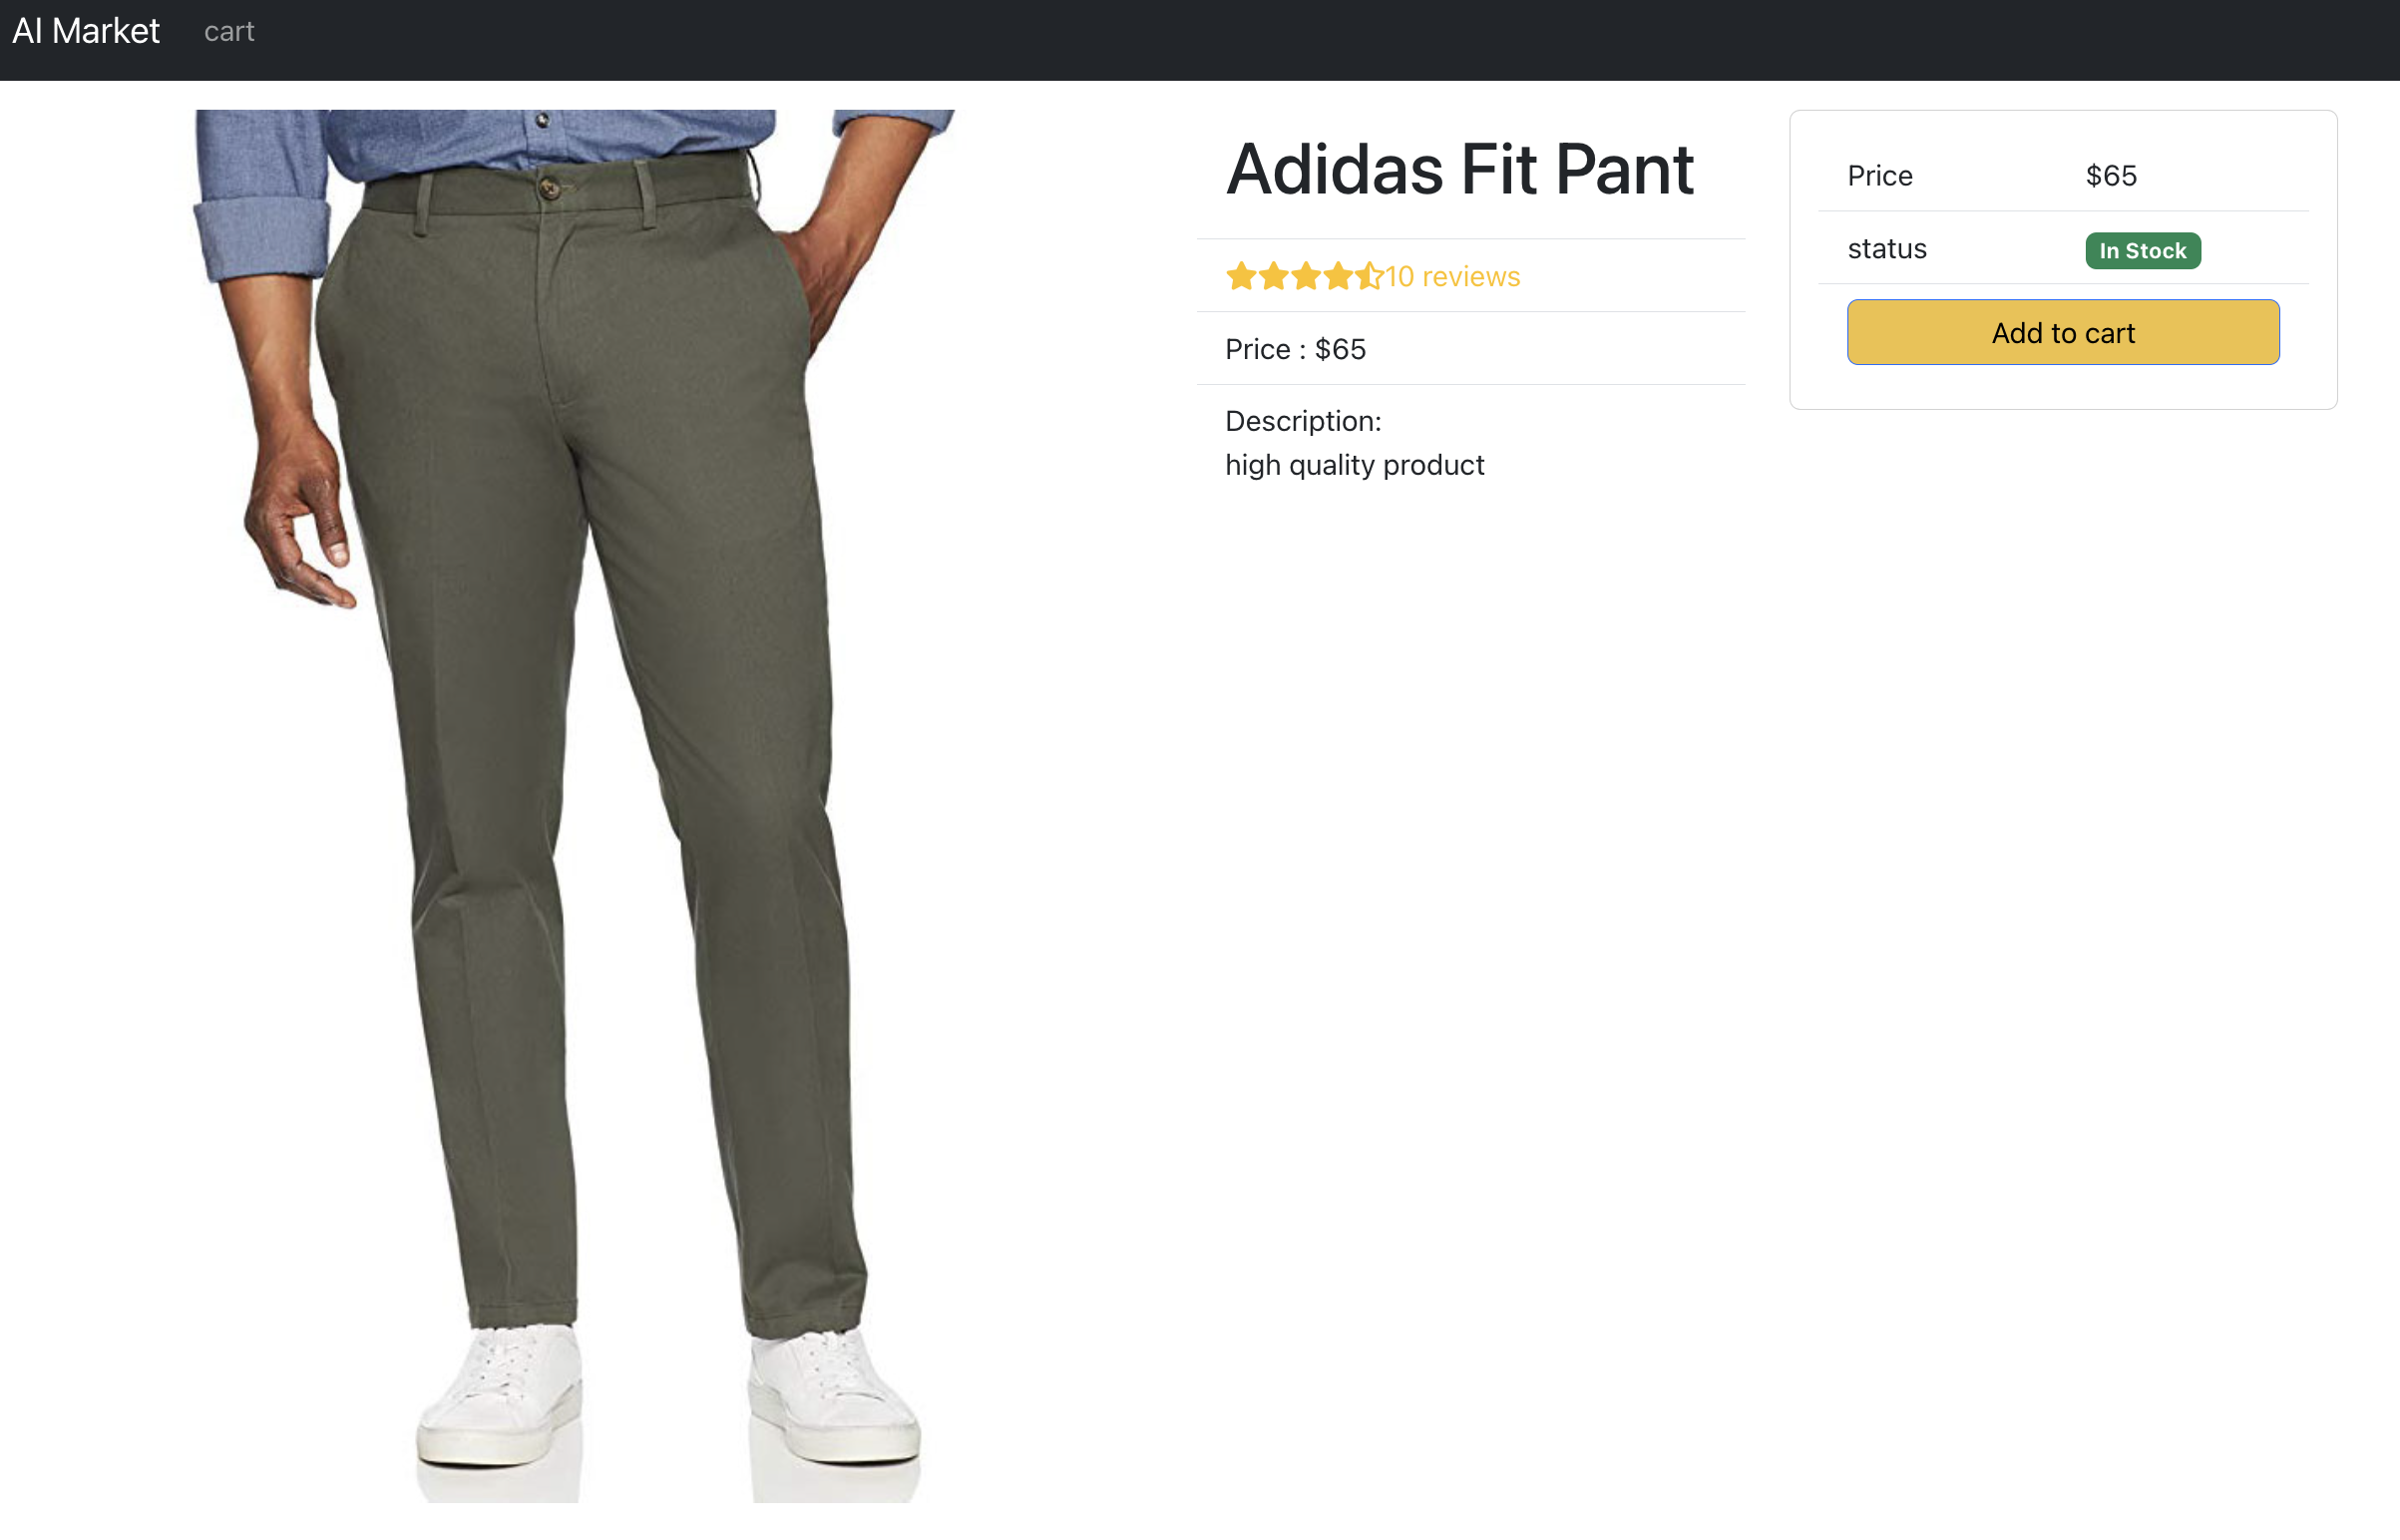 AI Market cart
Adidas Fit Pant
10 reviews
Price : $65
Description:
high quality product
Price $65
status In Stock
Add to cart